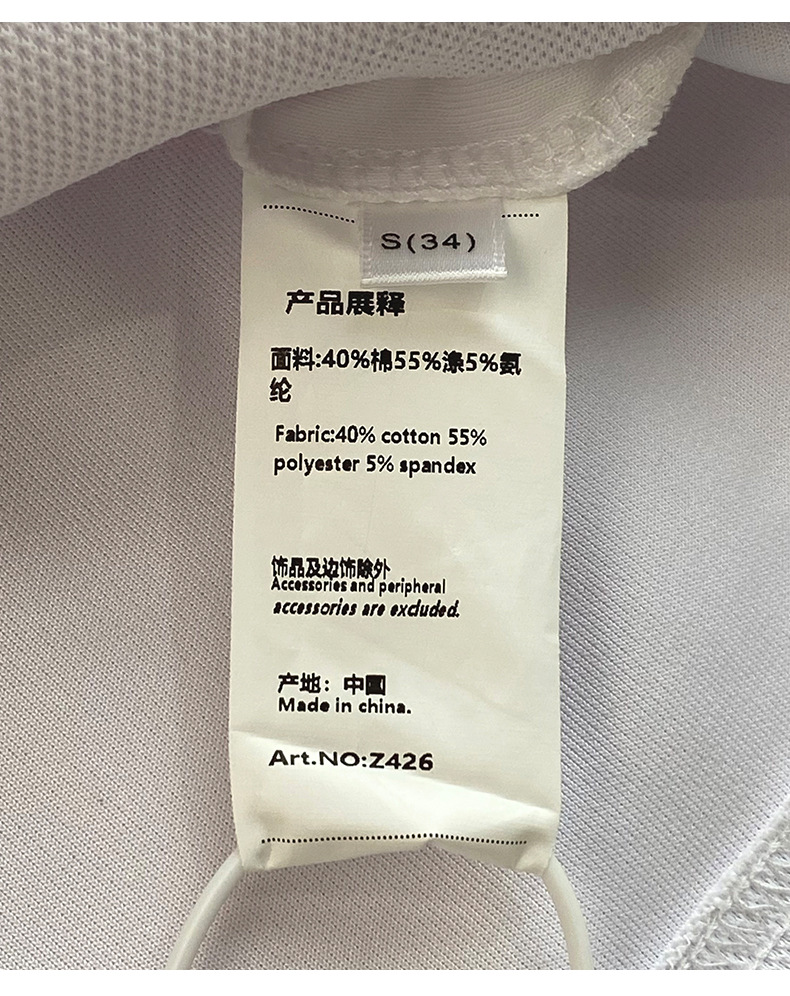 S(34)
产品展释
面料:40%棉55%涤5%氨
纶
Fabric:40% cotton 55%
polyester 5% spandex
饰品及边饰除外
Accessories and peripheral
accessories are excluded.
产地：中国
Made in china.
Art.NO:Z426